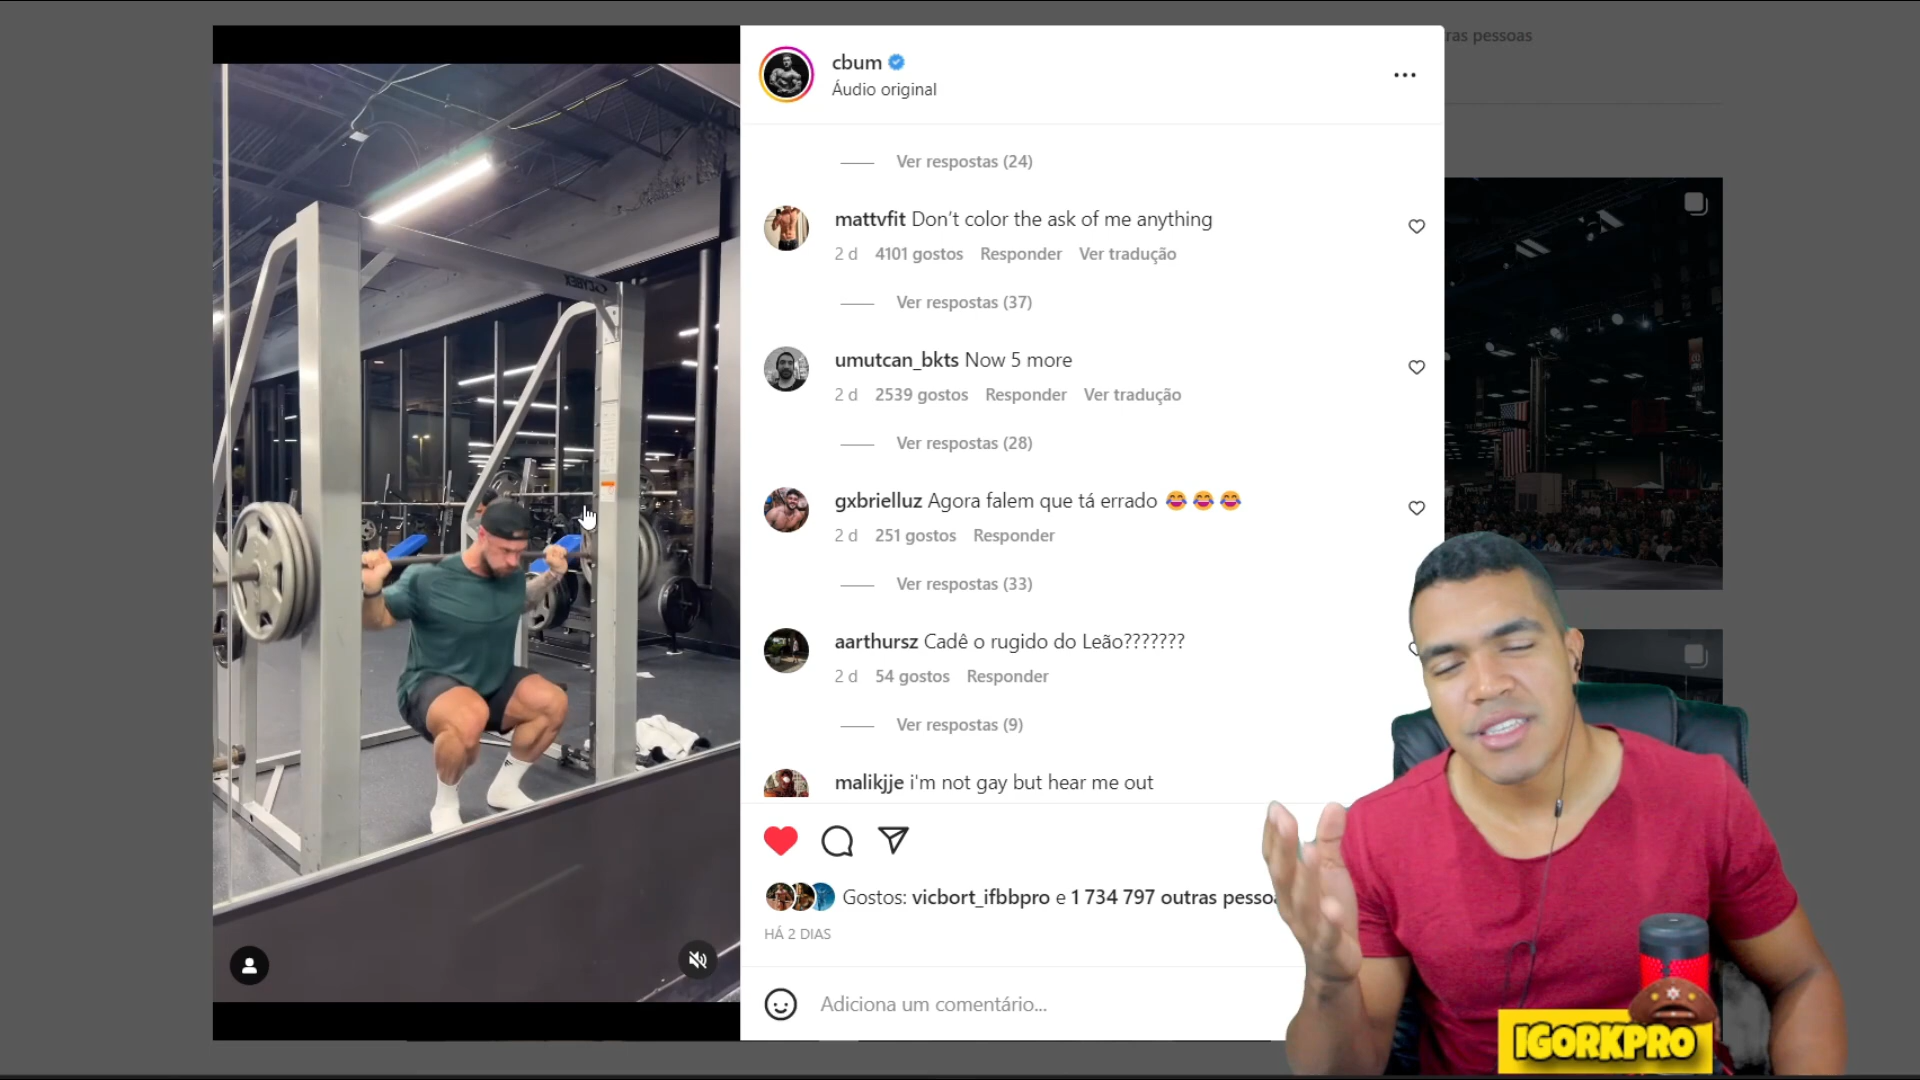 ras pessoas
cbum
Áudio original
Ver respostas (24)
mattvfit Don’t color the ask of me anything
2 d 4101 gostos Responder Ver tradução
Ver respostas (37)
umutcan_bkts Now 5 more
2 d 2539 gostos Responder Ver tradução
Ver respostas (28)
gxbrielluz Agora falem que tá errado 😂😂😂
2 d 251 gostos Responder
Ver respostas (33)
aarthursz Cadê o rugido do Leão???????
2 d 54 gostos Responder
Ver respostas (9)
malikjje i'm not gay but hear me out
Gostos: vicbort_ifbbpro e 1 734 797 outras pesso
HÁ 2 DIAS
Adiciona um comentário...
IGORKPRO